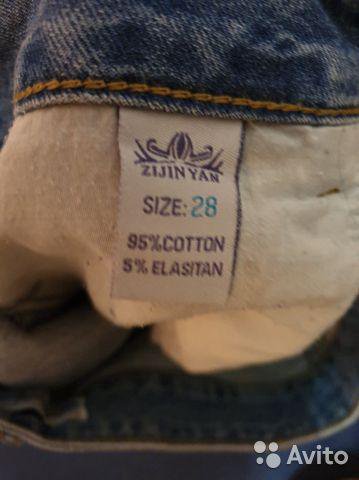 ZIJIN YAN
SIZE: 28
95%COTTON
5% ELASITAN
Avito